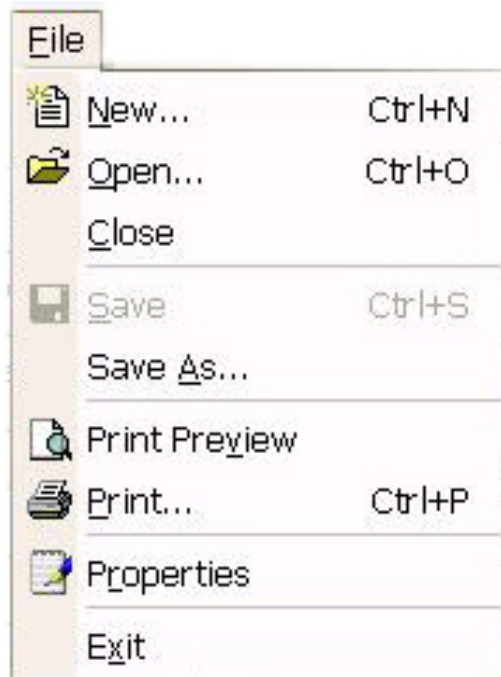 File
New... Ctrl+N
Open... Ctrl+O
Close
Save Ctrl+S
Save As...
Print Preview
Print... Ctrl+P
Properties
Exit